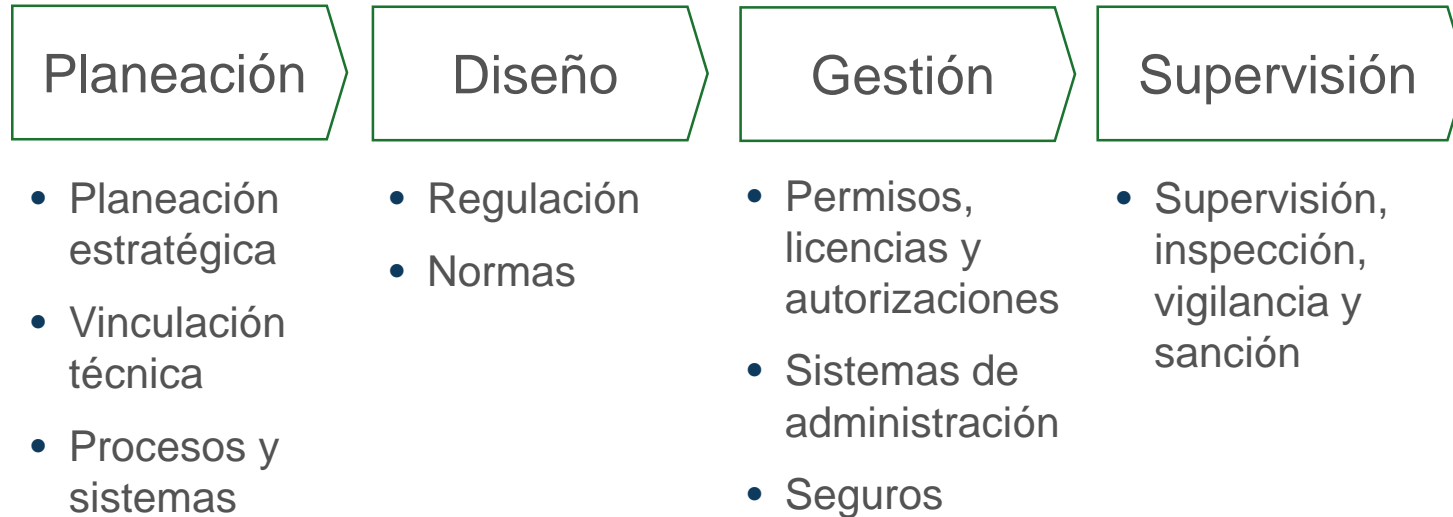 Planeación
• Planeación
estratégica
• Vinculación
técnica
• Procesos y
sistemas
Diseño
• Regulación
• Normas
Gestión
• Permisos,
licencias y
autorizaciones
• Sistemas de
administración
• Seguros
Supervisión
• Supervisión,
inspección,
vigilancia y
sanción